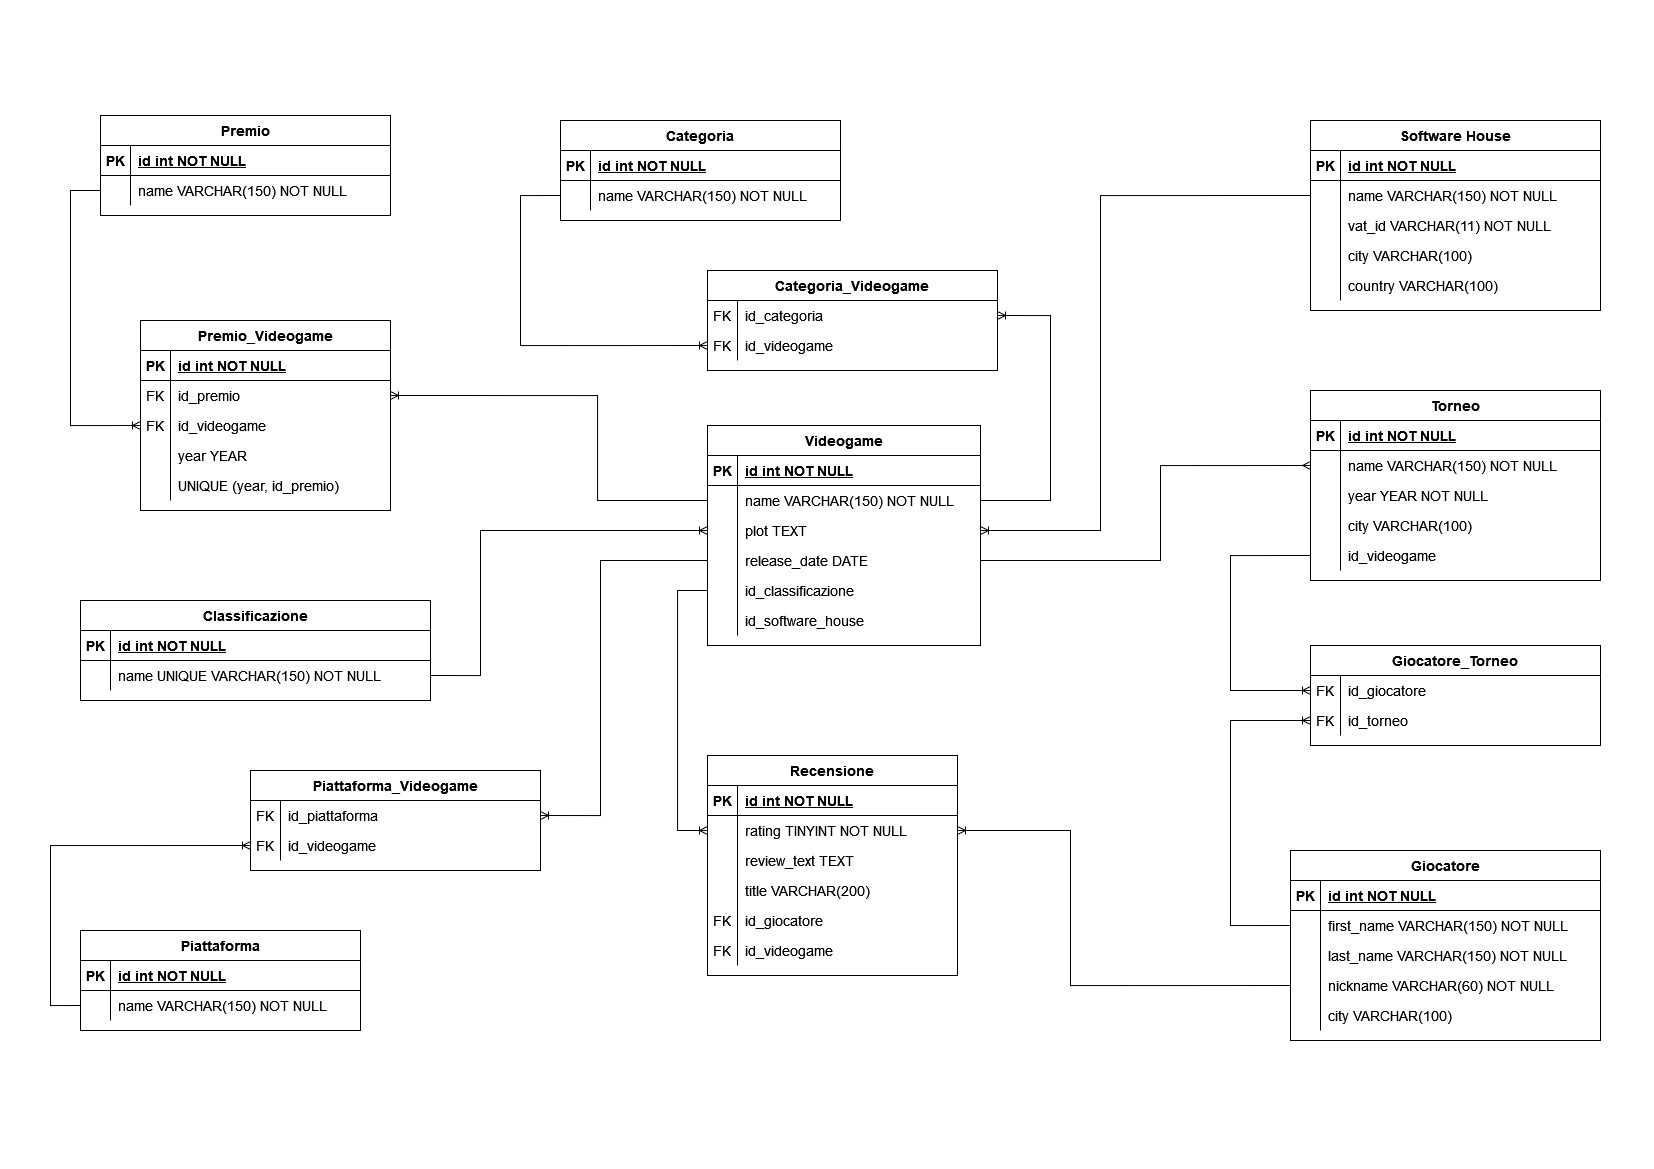 Premio
PK id int NOT NULL
name VARCHAR(150) NOT NULL
Categoria
PK id int NOT NULL
name VARCHAR(150) NOT NULL
Software House
PK id int NOT NULL
name VARCHAR(150) NOT NULL
vat_id VARCHAR(11) NOT NULL
city VARCHAR(100)
country VARCHAR(100)
Categoria_Videogame
FK id_categoria
FK id_videogame
Premio_Videogame
PK id int NOT NULL
FK id_premio
FK id_videogame
year YEAR
UNIQUE (year, id_premio)
Videogame
PK id int NOT NULL
name VARCHAR(150) NOT NULL
plot TEXT
release_date DATE
id_classificazione
id_software_house
Torneo
PK id int NOT NULL
name VARCHAR(150) NOT NULL
year YEAR NOT NULL
city VARCHAR(100)
id_videogame
Classificazione
PK id int NOT NULL
name UNIQUE VARCHAR(150) NOT NULL
Giocatore_Torneo
FK id_giocatore
FK id_torneo
Piattaforma_Videogame
FK id_piattaforma
FK id_videogame
Recensione
PK id int NOT NULL
rating TINYINT NOT NULL
review_text TEXT
title VARCHAR(200)
FK id_giocatore
FK id_videogame
Giocatore
PK id int NOT NULL
first_name VARCHAR(150) NOT NULL
last_name VARCHAR(150) NOT NULL
nickname VARCHAR(60) NOT NULL
city VARCHAR(100)
Piattaforma
PK id int NOT NULL
name VARCHAR(150) NOT NULL